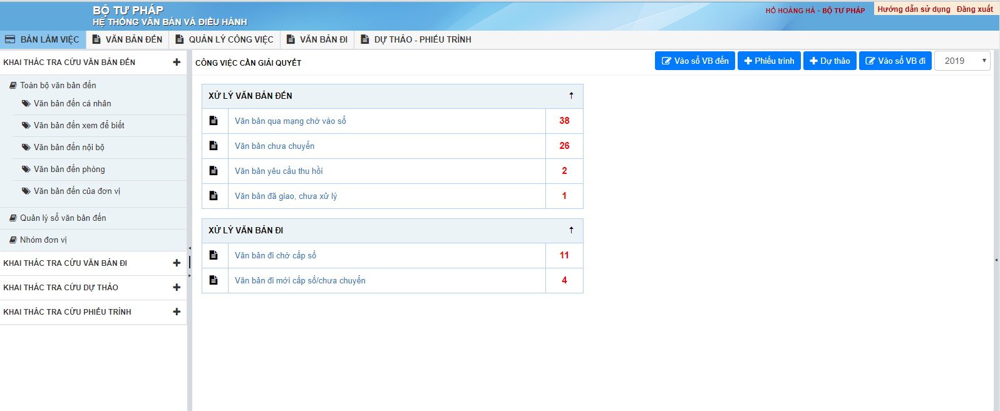 BỘ TƯ PHÁP
HỆ THỐNG VĂN BẢN VÀ ĐIỀU HÀNH
HỒ HOÀNG HÀ - BỘ TƯ PHÁP
Hướng dẫn sử dụng Đăng xuất
BÀN LÀM VIỆC VĂN BẢN ĐẾN QUẢN LÝ CÔNG VIỆC VĂN BẢN ĐI DỰ THẢO - PHIẾU TRÌNH
KHAI THÁC TRA CỨU VĂN BẢN ĐẾN
Toàn bộ văn bản đến
Văn bản đến cá nhân
Văn bản đến xem để biết
Văn bản đến nội bộ
Văn bản đến phòng
Văn bản đến của đơn vị
Quản lý sổ văn bản đến
Nhóm đơn vị
KHAI THÁC TRA CỨU VĂN BẢN ĐI
KHAI THÁC TRA CỨU DỰ THẢO
KHAI THÁC TRA CỨU PHIẾU TRÌNH
CÔNG VIỆC CẦN GIẢI QUYẾT
Vào sổ VB đến Phiếu trình Dự thảo Vào sổ VB đi 2019
XỬ LÝ VĂN BẢN ĐẾN
Văn bản qua mạng chờ vào sổ 38
Văn bản chưa chuyển 26
Văn bản yêu cầu thu hồi 2
Văn bản đã giao, chưa xử lý 1
XỬ LÝ VĂN BẢN ĐI
Văn bản đi chờ cấp số 11
Văn bản đi mới cấp số/chưa chuyển 4